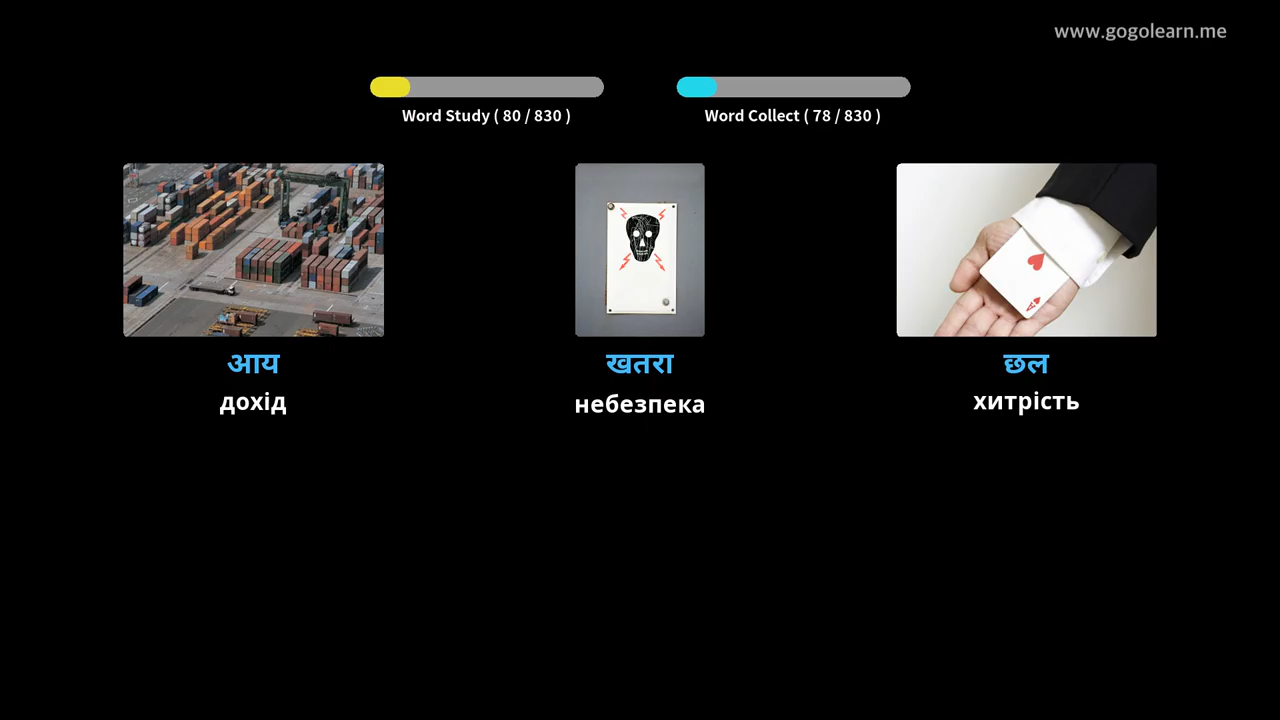 www.gogolearn.me
Word Study ( 80 / 830 )
Word Collect ( 78 / 830 )
आय
खतरा
छल
дохід
небезпека
хитрість